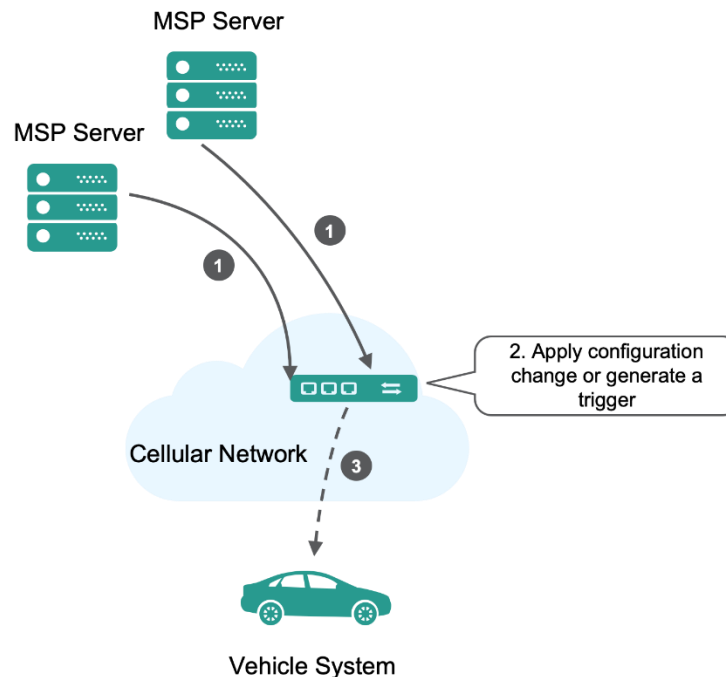 MSP Server
MSP Server
1
1
2. Apply configuration
change or generate a
trigger
Cellular Network
3
Vehicle System